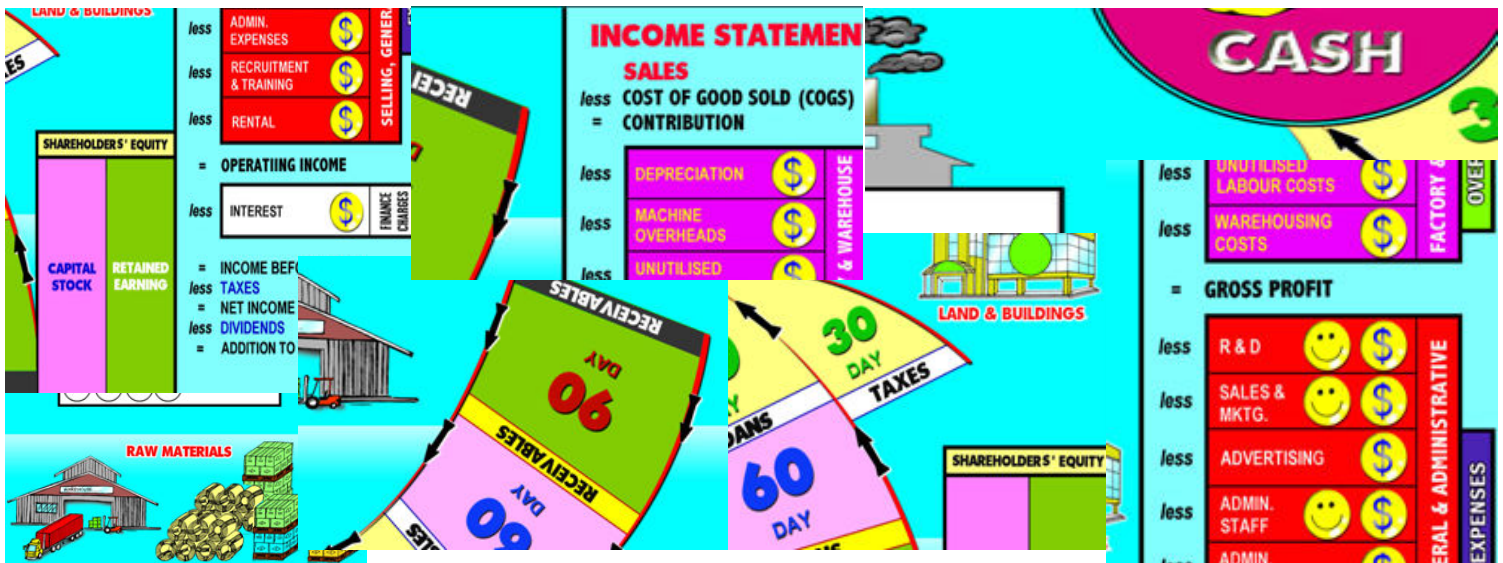 LAND & BUILDINGS
less ADMIN.
EXPENSES $
less RECRUITMENT
& TRAINING $
less RENTAL $
SELLING, GENER
SHAREHOLDERS' EQUITY
CAPITAL
STOCK
RETAINED
EARNING
= OPERATIING INCOME
less INTEREST $
FINANCE
CHARGES
= INCOME BEF
less TAXES
= NET INCOME
less DIVIDENDS
= ADDITION TO
RAW MATERIALS
RECEI
INCOME STATEMEN
SALES
less COST OF GOOD SOLD (COGS)
= CONTRIBUTION
less DEPRECIATION $
less MACHINE
OVERHEADS $
less UNUTILISED
& WAREHOUSE
RECEIVABLES
90
DAY
RECEIVABLES
60
DAY
CASH
LAND & BUILDINGS
30
DAY
TAXES
OANS
60
DAY
SHAREHOLDERS' EQUITY
less UNUTILISED
LABOUR COSTS $
less WAREHOUSING
COSTS $
FACTORY &
OVER
= GROSS PROFIT
less R & D $
less SALES &
MKTG. $
less ADVERTISING $
less ADMIN.
STAFF $
ADMIN
ERAL & ADMINISTRATIVE
EXPENSES